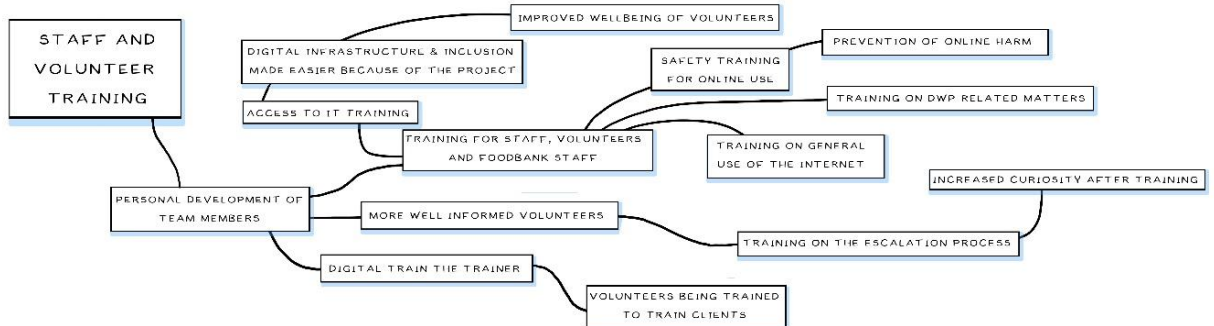 STAFF AND
VOLUNTEER
TRAINING
IMPROVED WELLBEING OF VOLUNTEERS
DIGITAL INFRASTRUCTURE & INCLUSION
MADE EASIER BECAUSE OF THE PROJECT
ACCESS TO IT TRAINING
SAFETY TRAINING
FOR ONLINE USE
PREVENTION OF ONLINE HARM
TRAINING ON DWP RELATED MATTERS
TRAINING FOR STAFF, VOLUNTEERS
AND FOODBANK STAFF
TRAINING ON GENERAL
USE OF THE INTERNET
INCREASED CURIOSITY AFTER TRAINING
PERSONAL DEVELOPMENT OF
TEAM MEMBERS
MORE WELL INFORMED VOLUNTEERS
TRAINING ON THE ESCALATION PROCESS
DIGITAL TRAIN THE TRAINER
VOLUNTEERS BEING TRAINED
TO TRAIN CLIENTS